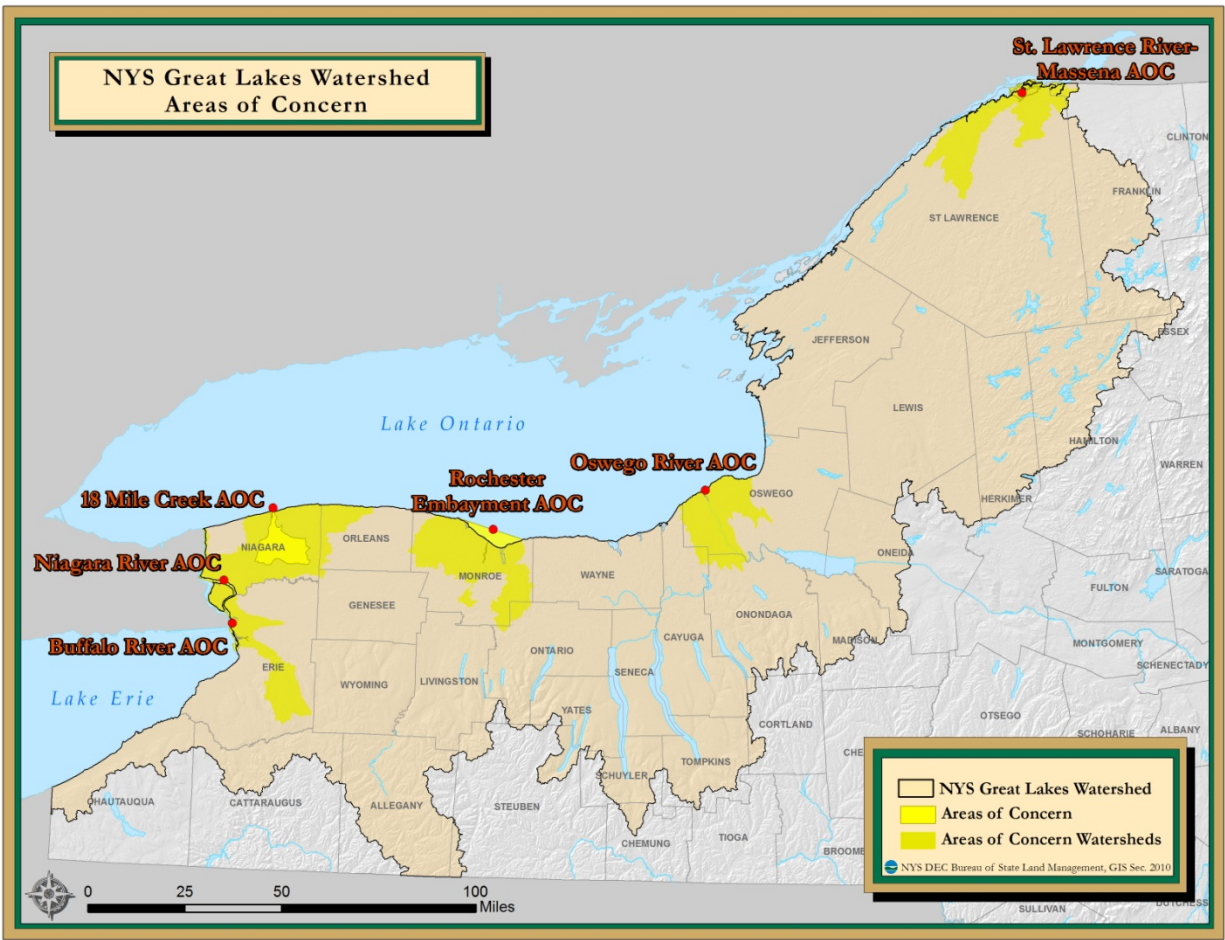 NYS Great Lakes Watershed
Areas of Concern
St. Lawrence River-
Massena AOC
CLINTON
FRANKLIN
ST LAWRENCE
ESSEX
JEFFERSON
LEWIS
Lake Ontario
HAMILTON
WARREN
Oswego River AOC
Rochester
Embayment AOC
18 Mile Creek AOC
OSWEGO
HERKIMER
NIAGARA
ORLEANS
ONEIDA
Niagara River AOC
MONROE
WAYNE
SARATOGA
FULTON
GENESEE
ONONDAGA
CAYUGA
MADISON
MONTGOMERY
Buffalo River AOC
ONTARIO
SCHENECTADY
ERIE
SENECA
WYOMING
LIVINGSTON
Lake Erie
YATES
OTSEGO
CORTLAND
SCHOHARIE
ALBANY
CHE
TOMPKINS
SCHUYLER
CHAUTAUQUA
CATTARAUGUS
ALLEGANY
STEUBEN
TIOGA
CHEMUNG
BROOME
NYS Great Lakes Watershed
Areas of Concern
Areas of Concern Watersheds
NYS DEC Bureau of State Land Management, GIS Sec. 2010
0 25 50 100
Miles
SULLIVAN
DUTCHESS